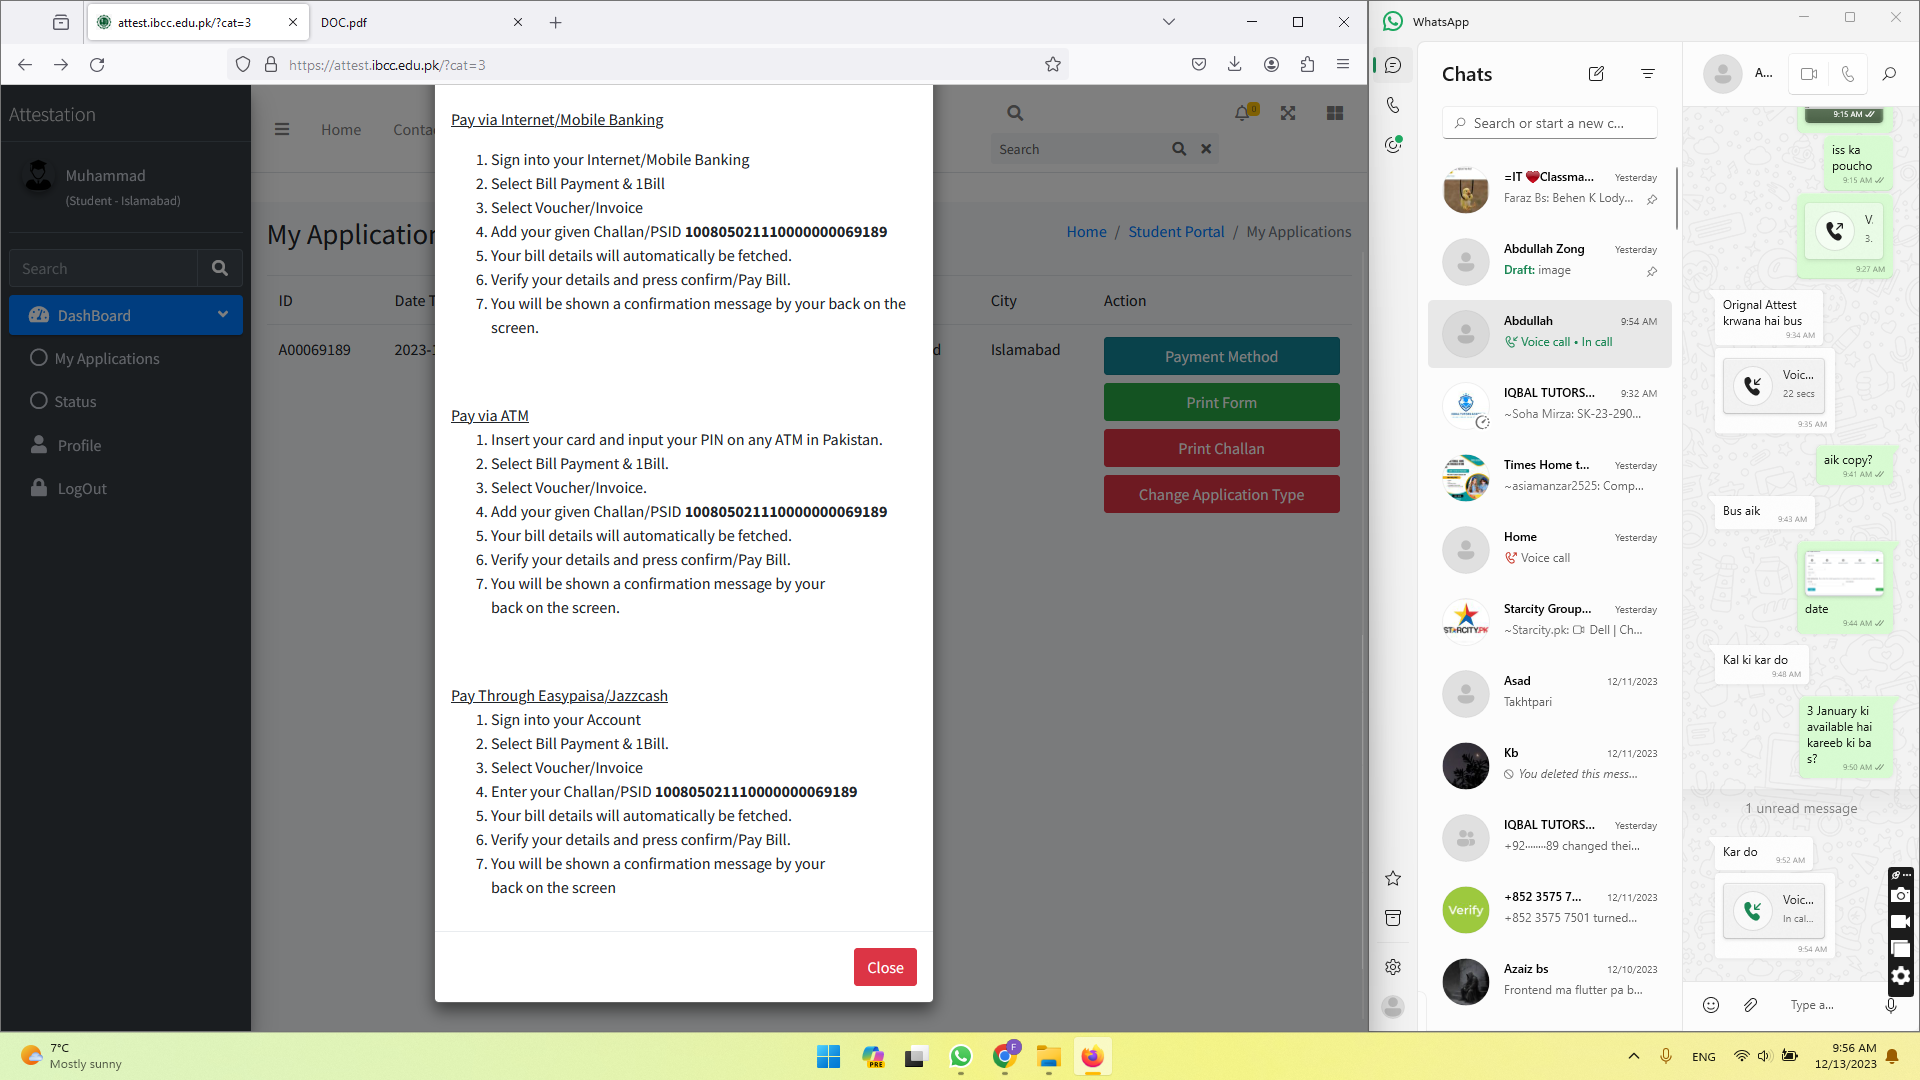 attest.ibcc.edu.pk/?cat=3
DOC.pdf
https://attest.ibcc.edu.pk/?cat=3
Attestation
Muhammad
(Student - Islamabad)
Search
DashBoard
My Applications
Status
Profile
LogOut
Home
Conta
0
Search
My Application
Home / Student Portal / My Applications
ID
Date T
City
Action
A00069189
2023-1
d
Islamabad
Payment Method
Print Form
Print Challan
Change Application Type
Pay via Internet/Mobile Banking
1. Sign into your Internet/Mobile Banking
2. Select Bill Payment & 1Bill
3. Select Voucher/Invoice
4. Add your given Challan/PSID 100805021110000000069189
5. Your bill details will automatically be fetched.
6. Verify your details and press confirm/Pay Bill.
7. You will be shown a confirmation message by your back on the
screen.
Pay via ATM
1. Insert your card and input your PIN on any ATM in Pakistan.
2. Select Bill Payment & 1Bill.
3. Select Voucher/Invoice.
4. Add your given Challan/PSID 100805021110000000069189
5. Your bill details will automatically be fetched.
6. Verify your details and press confirm/Pay Bill.
7. You will be shown a confirmation message by your
back on the screen.
Pay Through Easypaisa/Jazzcash
1. Sign into your Account
2. Select Bill Payment & 1Bill.
3. Select Voucher/Invoice
4. Enter your Challan/PSID 100805021110000000069189
5. Your bill details will automatically be fetched.
6. Verify your details and press confirm/Pay Bill.
7. You will be shown a confirmation message by your
back on the screen
Close
WhatsApp
Chats
Search or start a new c...
=IT ❤️Classma...
Yesterday
Faraz Bs: Behen K Lody...
Abdullah Zong
Yesterday
Draft: image
Abdullah
9:54 AM
Voice call • In call
IQBAL TUTORS...
9:32 AM
~Soha Mirza: SK-23-290...
Times Home t...
Yesterday
~asiamanzar2525: Comp...
Home
Yesterday
Voice call
Starcity Group...
Yesterday
STARCITY.PK
~Starcity.pk: Dell | Ch...
Asad
12/11/2023
Takhtpari
Kb
12/11/2023
You deleted this mess...
IQBAL TUTORS...
Yesterday
+92········89 changed thei...
Verify
+852 3575 7...
12/11/2023
+852 3575 7501 turned...
Azaiz bs
12/10/2023
Frontend ma flutter pa b...
A...
9:15 AM
iss ka
poucho
9:15 AM
V.
3.
9:27 AM
Orignal Attest
krwana hai bus
9:34 AM
Voic...
22 secs
9:35 AM
aik copy?
9:41 AM
Bus aik
9:43 AM
date
9:44 AM
Kal ki kar do
9:48 AM
3 January ki
available hai
kareeb ki ba
s?
9:50 AM
1 unread message
Kar do
9:52 AM
Voic...
In cal...
9:54 AM
Type a...
7°C
Mostly sunny
PRE
F
ENG
9:56 AM
12/13/2023